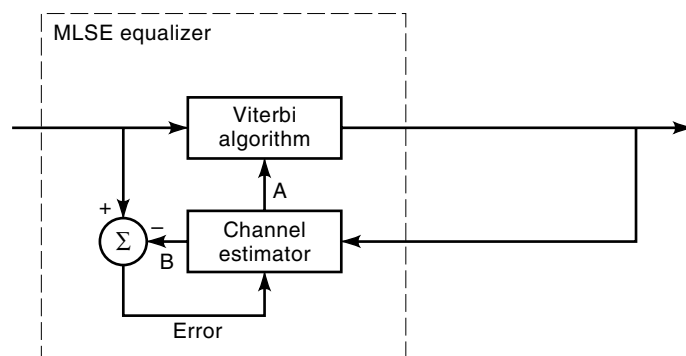 MLSE equalizer
Viterbi
algorithm
A
+
−
Σ
B
Channel
estimator
Error